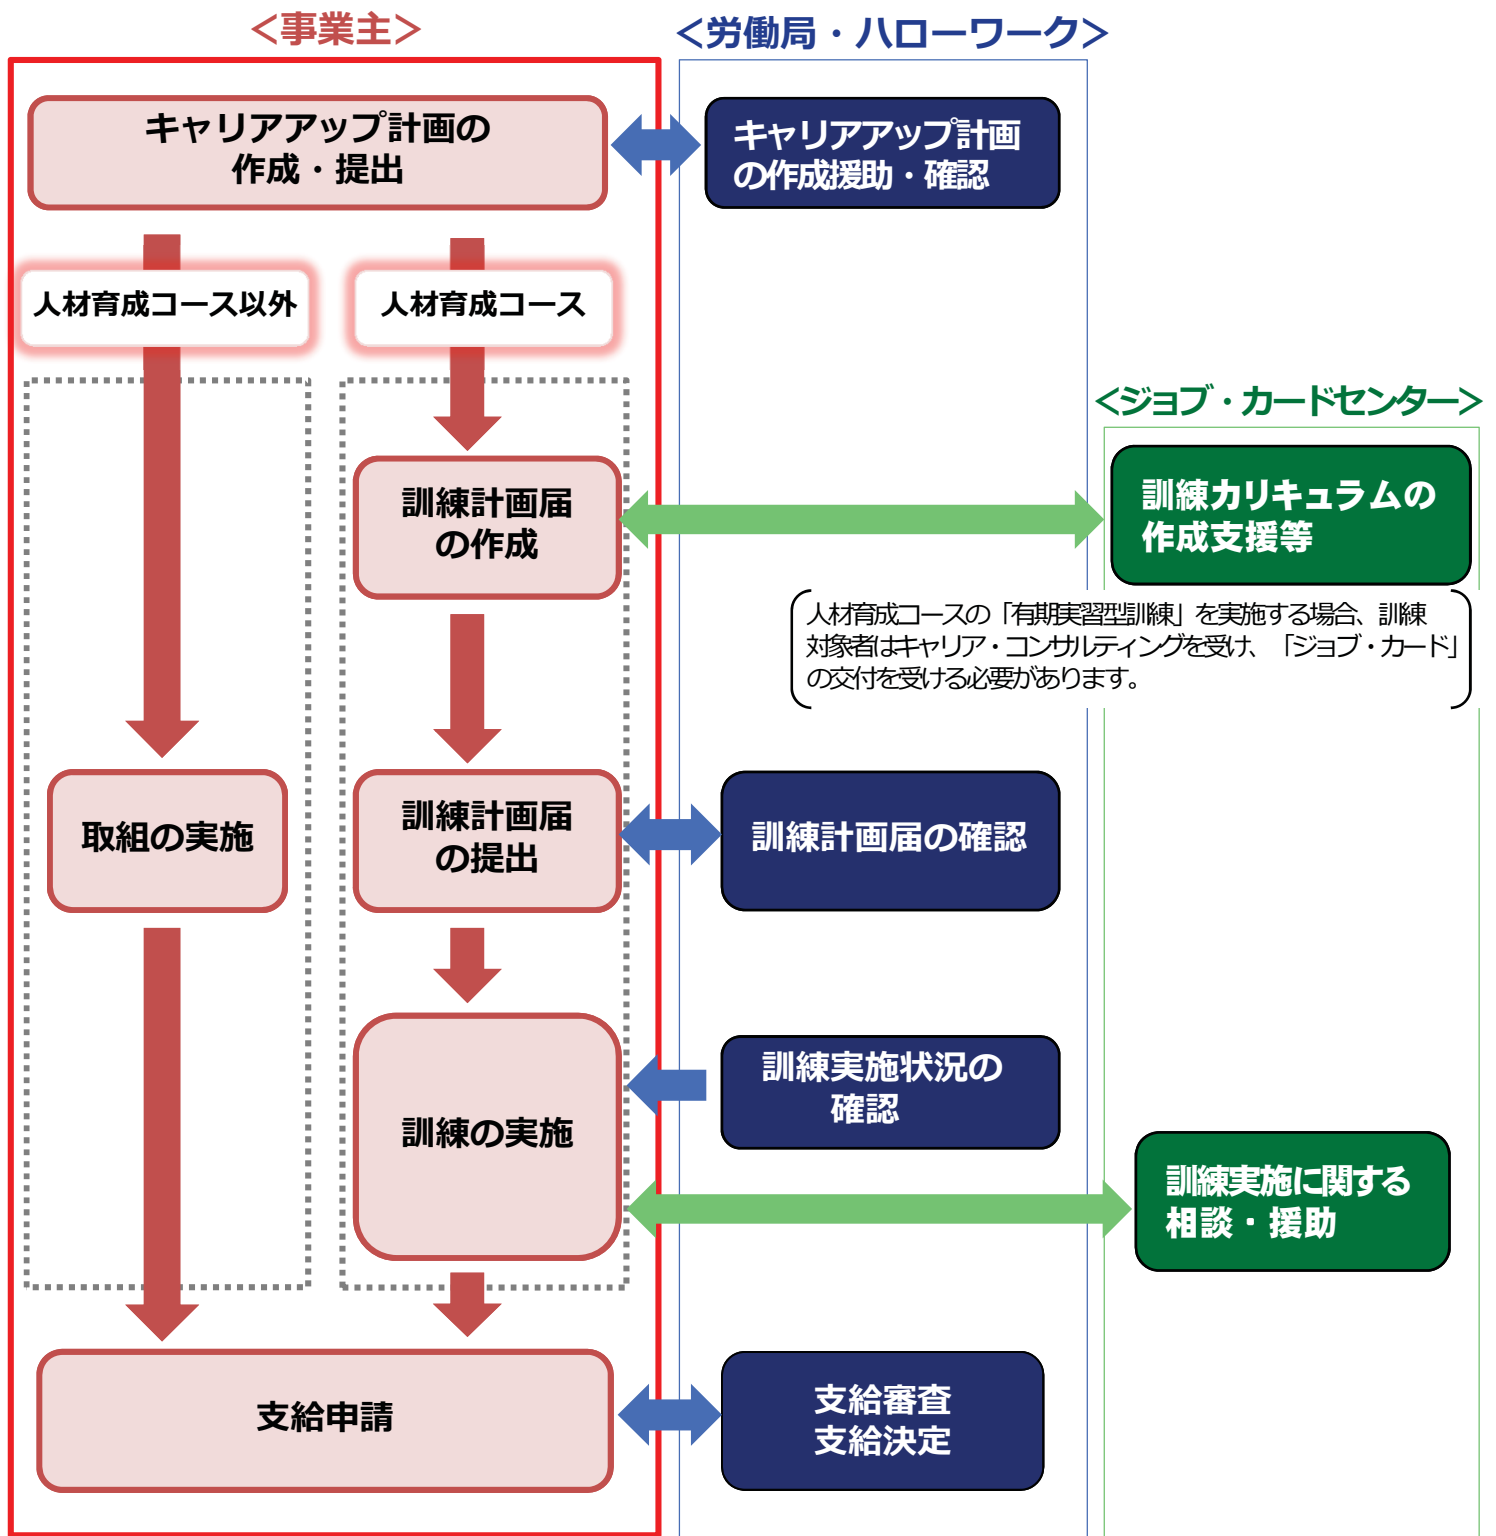 ＜事業主＞
＜労働局・ハローワーク＞
キャリアアップ計画の
作成・提出
キャリアアップ計画
の作成援助・確認
人材育成コース以外
人材育成コース
＜ジョブ・カードセンター＞
訓練計画届
の作成
訓練カリキュラムの
作成支援等
人材育成コースの「有期実習型訓練」を実施する場合、訓練
対象者はキャリア・コンサルティングを受け、「ジョブ・カード」
の交付を受ける必要があります。
取組の実施
訓練計画届
の提出
訓練計画届の確認
訓練の実施
訓練実施状況の
確認
訓練実施に関する
相談・援助
支給申請
支給審査
支給決定